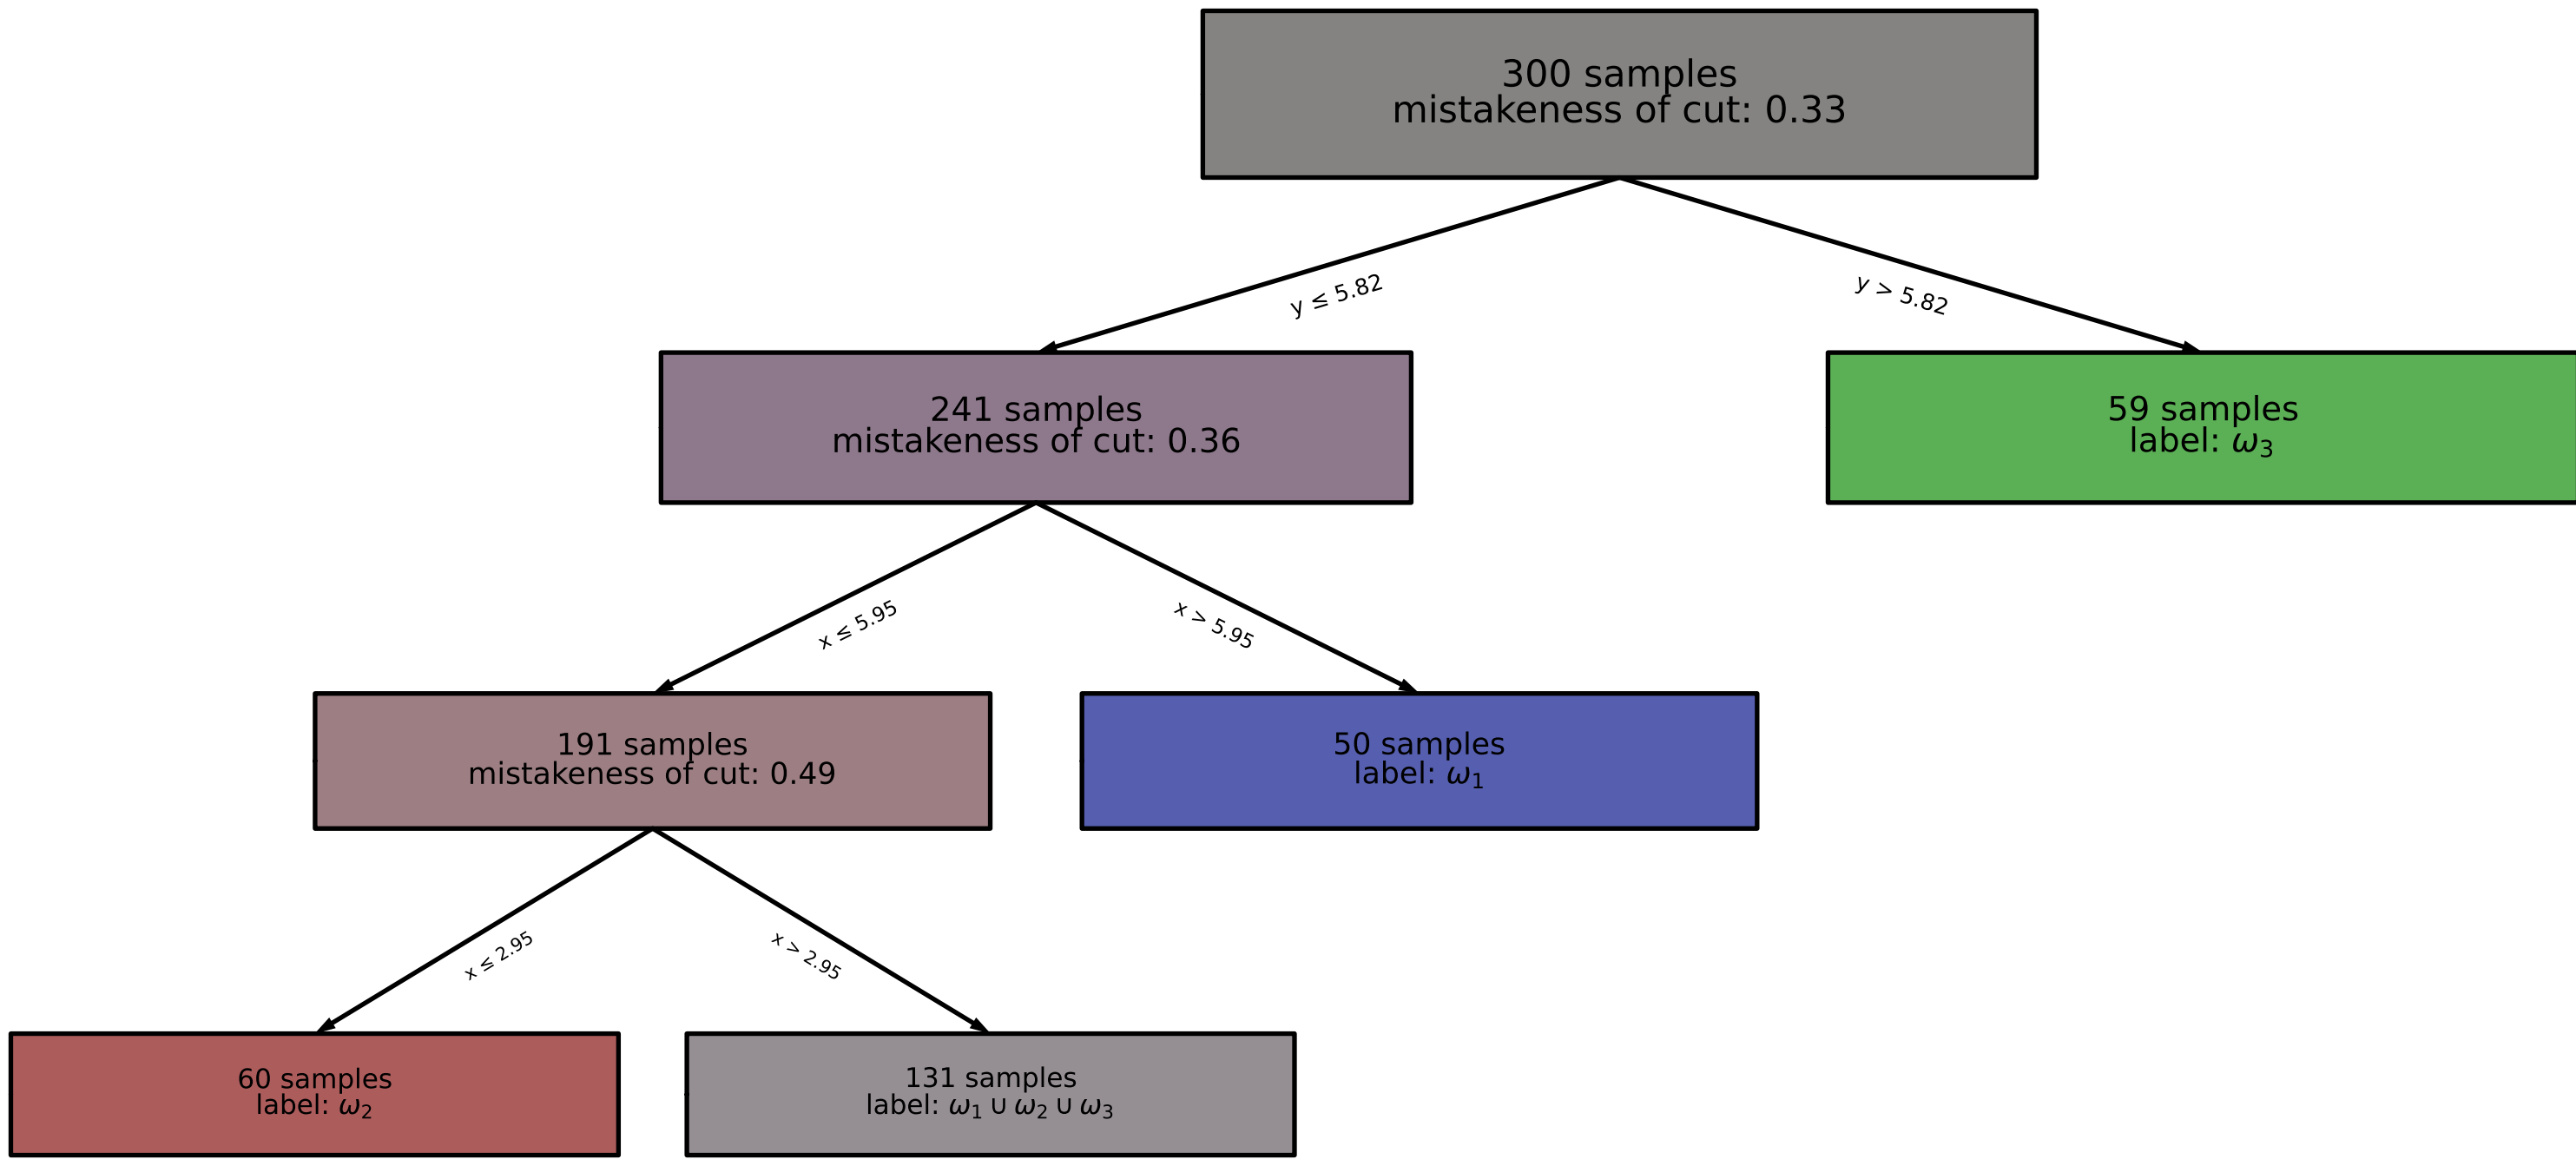 300 samples
mistakeness of cut: 0.33
y ≤ 5.82
y > 5.82
241 samples
mistakeness of cut: 0.36
59 samples
label: ω₃
x ≤ 5.95
x > 5.95
191 samples
mistakeness of cut: 0.49
50 samples
label: ω₁
x ≤ 2.95
x > 2.95
60 samples
label: ω₂
131 samples
label: ω₁ ∪ ω₂ ∪ ω₃